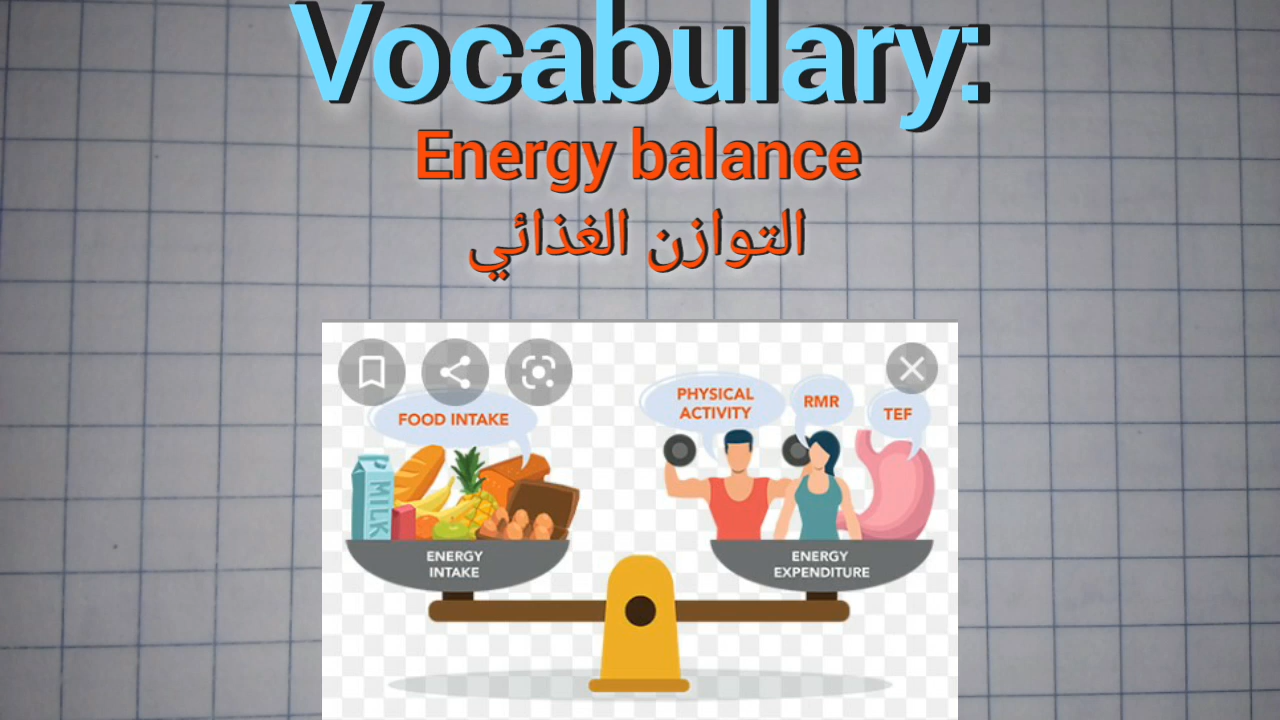 Vocabulary:
Energy balance
التوازن الغذائي
FOOD INTAKE
PHYSICAL
ACTIVITY
RMR
TEF
MILK
ENERGY
INTAKE
ENERGY
EXPENDITURE